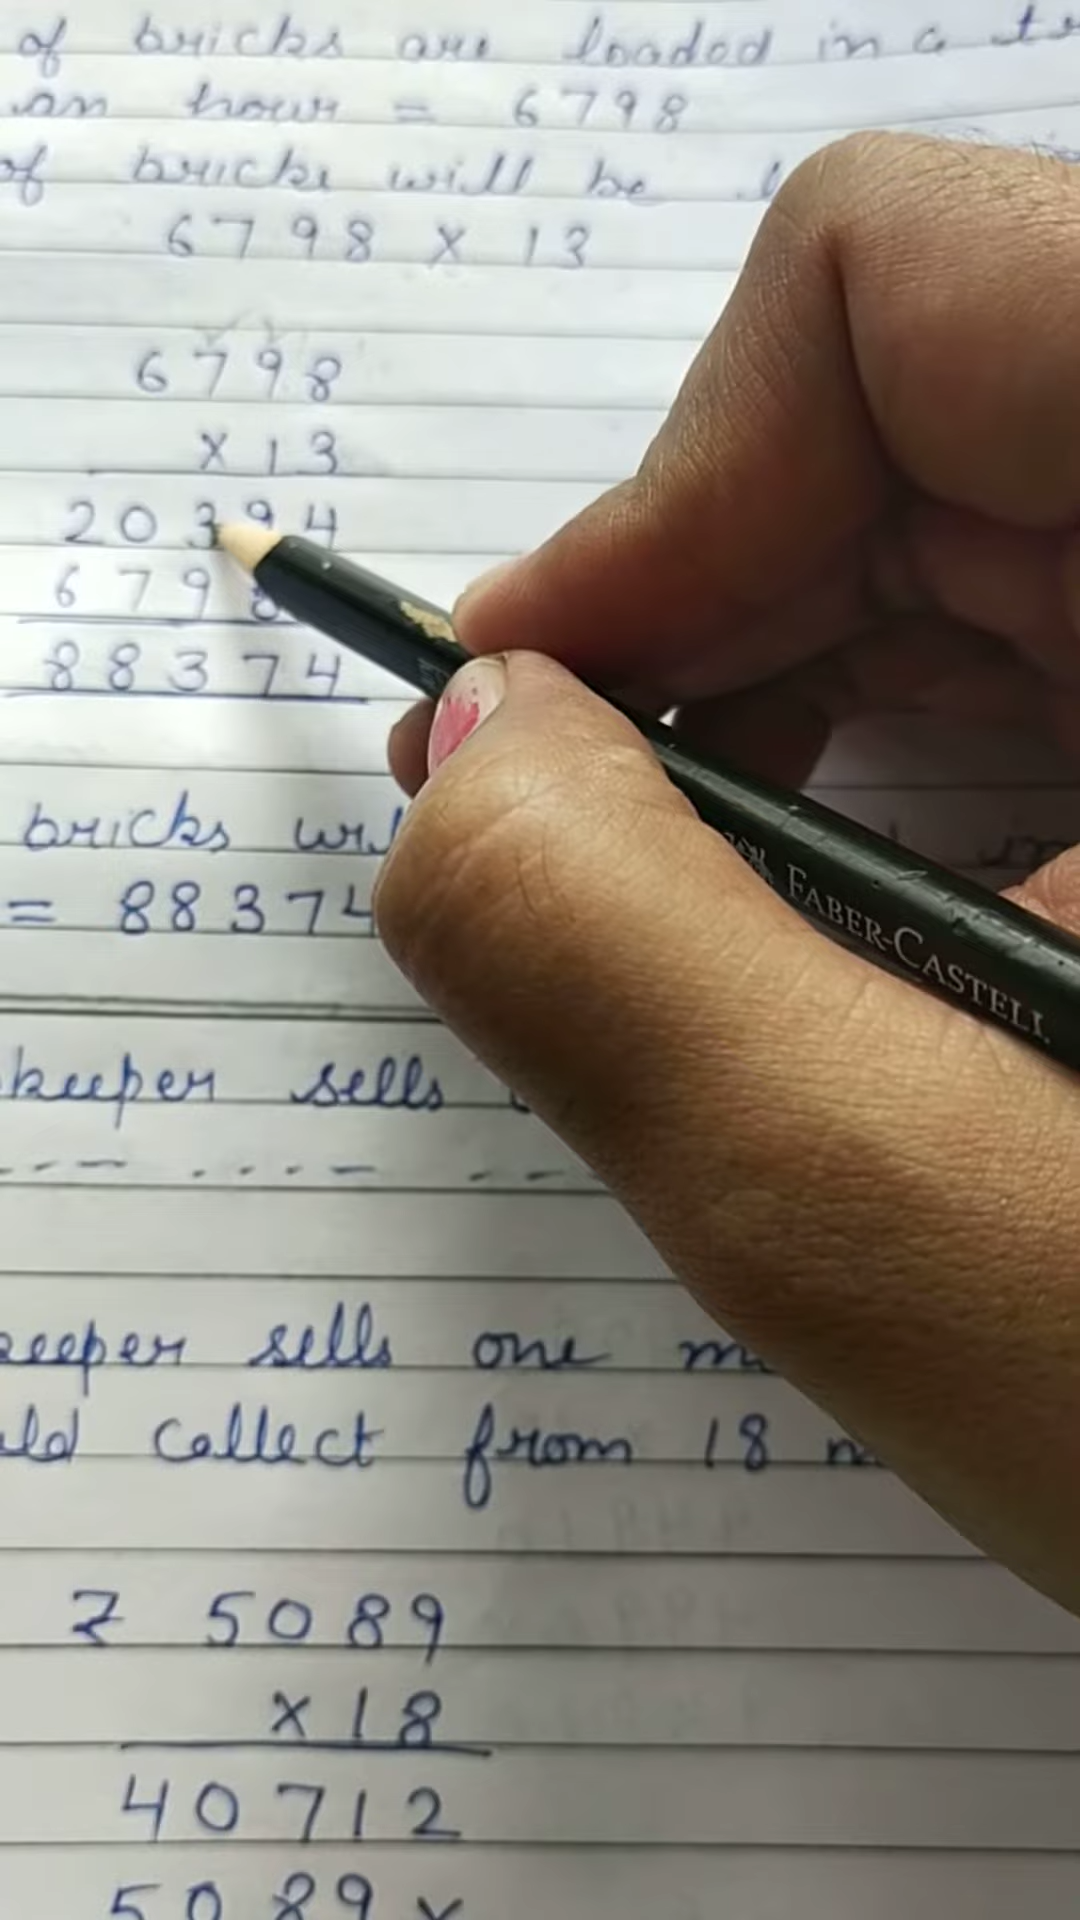 of bricks are loaded in a
an hour = 6798
of bricks will be
6798 x 13
6798
x 13
20394
6798
88374
bricks
= 88374
keeper sells
--- .... - --
keeper sells one
collect from 18
₹ 5089
x 18
40712
5089 x
FABER-CASTELL